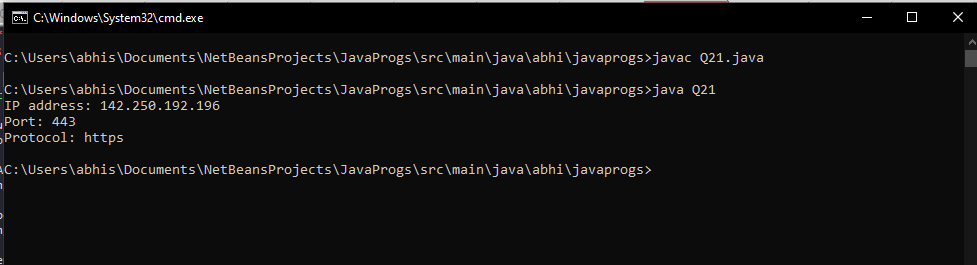 C:\Windows\System32\cmd.exe
C:\Users\abhis\Documents\NetBeansProjects\JavaProgs\src\main\java\abhi\javaprogs>javac Q21.java
C:\Users\abhis\Documents\NetBeansProjects\JavaProgs\src\main\java\abhi\javaprogs>java Q21
IP address: 142.250.192.196
Port: 443
Protocol: https
C:\Users\abhis\Documents\NetBeansProjects\JavaProgs\src\main\java\abhi\javaprogs>